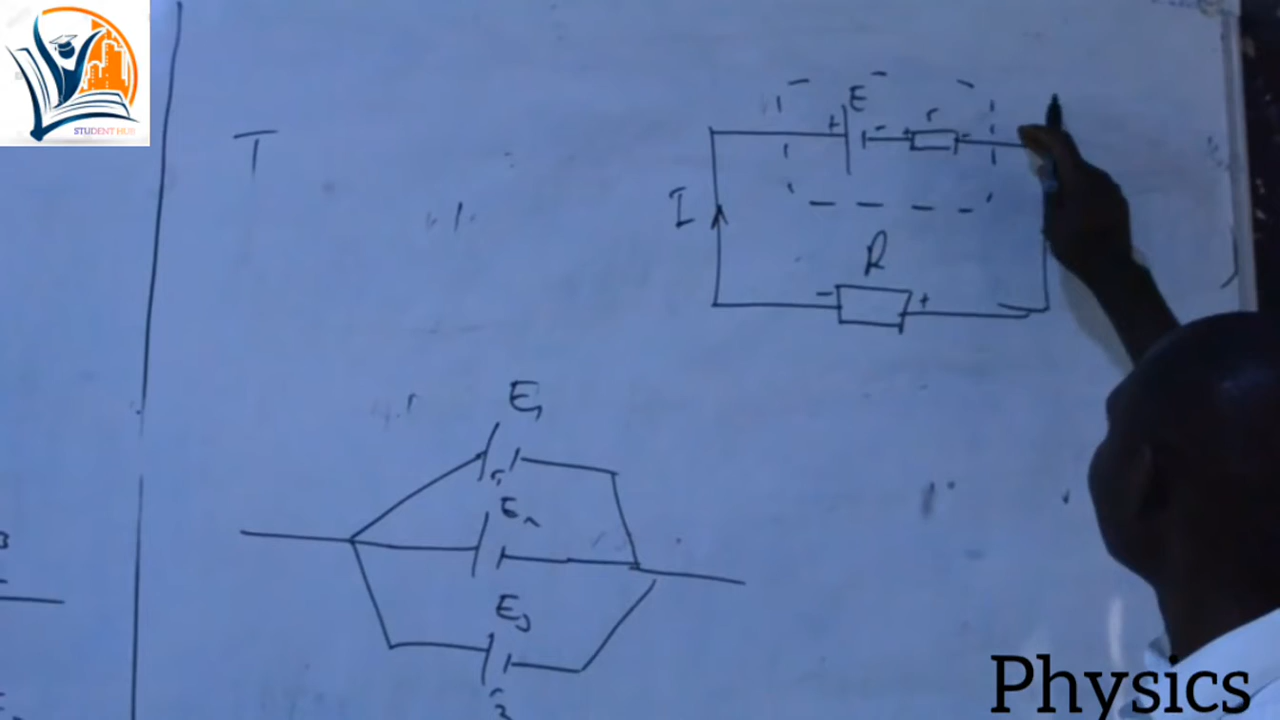 STUDENT HUB
T
E
+ - + -
r
I
R
- +
E1
E2
E3
Physics